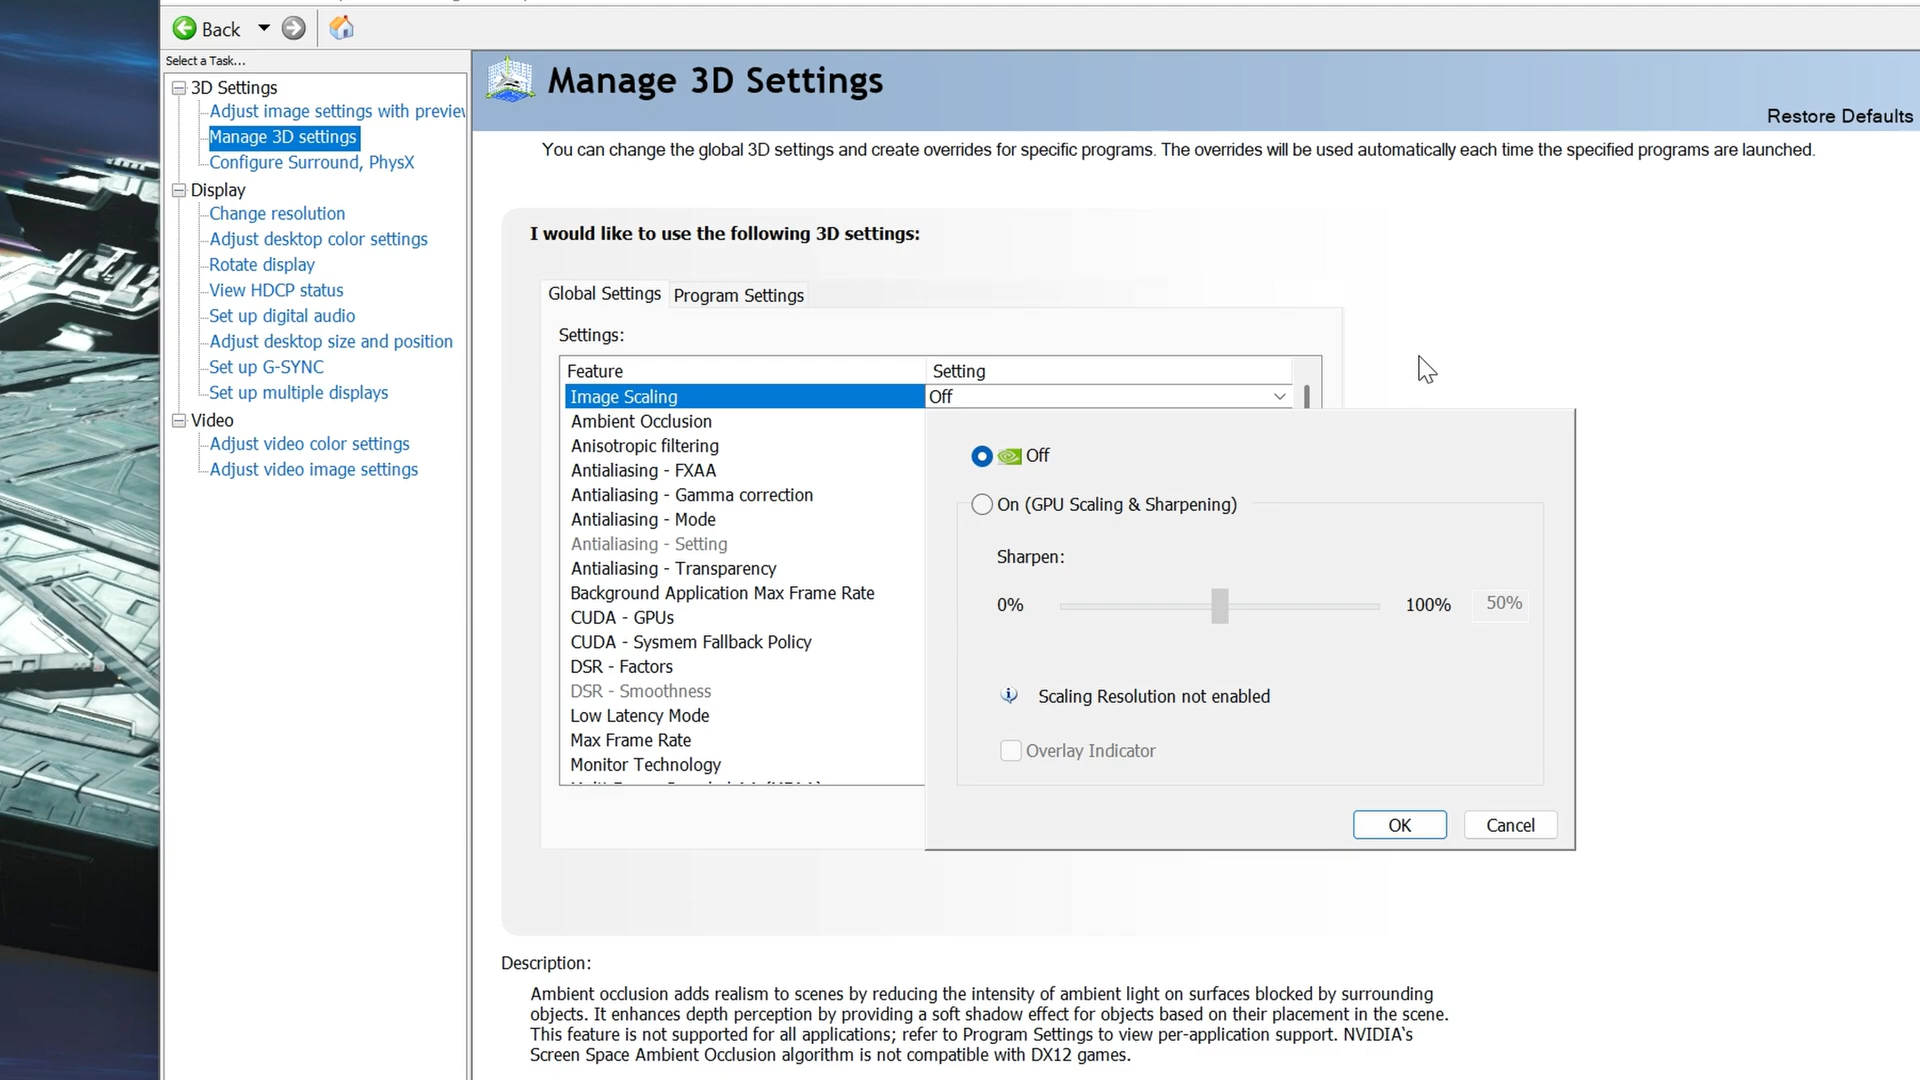 Back
Select a Task...
3D Settings
Adjust image settings with preview
Manage 3D settings
Configure Surround, PhysX
Display
Change resolution
Adjust desktop color settings
Rotate display
View HDCP status
Set up digital audio
Adjust desktop size and position
Set up G-SYNC
Set up multiple displays
Video
Adjust video color settings
Adjust video image settings
Manage 3D Settings
Restore Defaults
You can change the global 3D settings and create overrides for specific programs. The overrides will be used automatically each time the specified programs are launched.
I would like to use the following 3D settings:
Global Settings Program Settings
Settings:
Feature Setting
Image Scaling Off
Ambient Occlusion
Anisotropic filtering
Antialiasing - FXAA
Antialiasing - Gamma correction
Antialiasing - Mode
Antialiasing - Setting
Antialiasing - Transparency
Background Application Max Frame Rate
CUDA - GPUs
CUDA - Sysmem Fallback Policy
DSR - Factors
DSR - Smoothness
Low Latency Mode
Max Frame Rate
Monitor Technology
Off
On (GPU Scaling & Sharpening)
Sharpen:
0% 100% 50%
Scaling Resolution not enabled
Overlay Indicator
OK Cancel
Description:
Ambient occlusion adds realism to scenes by reducing the intensity of ambient light on surfaces blocked by surrounding
objects. It enhances depth perception by providing a soft shadow effect for objects based on their placement in the scene.
This feature is not supported for all applications; refer to Program Settings to view per-application support. NVIDIA's
Screen Space Ambient Occlusion algorithm is not compatible with DX12 games.